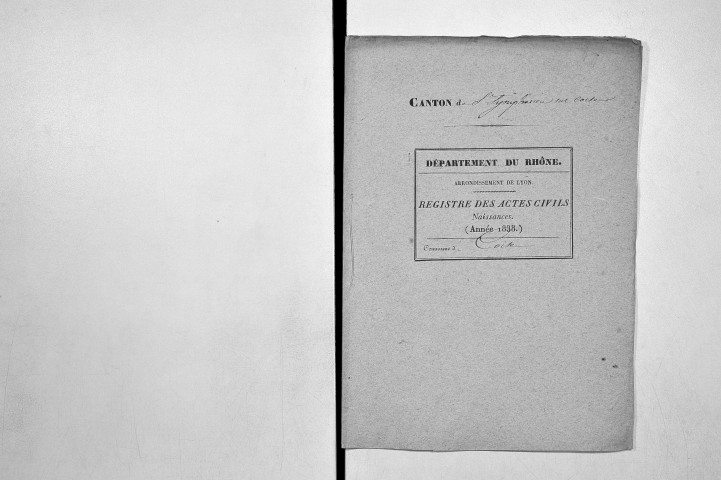 CANTON de St Symphorien sur Coise
DÉPARTEMENT DU RHÔNE.
ARRONDISSEMENT DE LYON.
REGISTRE DES ACTES CIVILS
Naissances.
(Année 1838.)
Commune d Coise